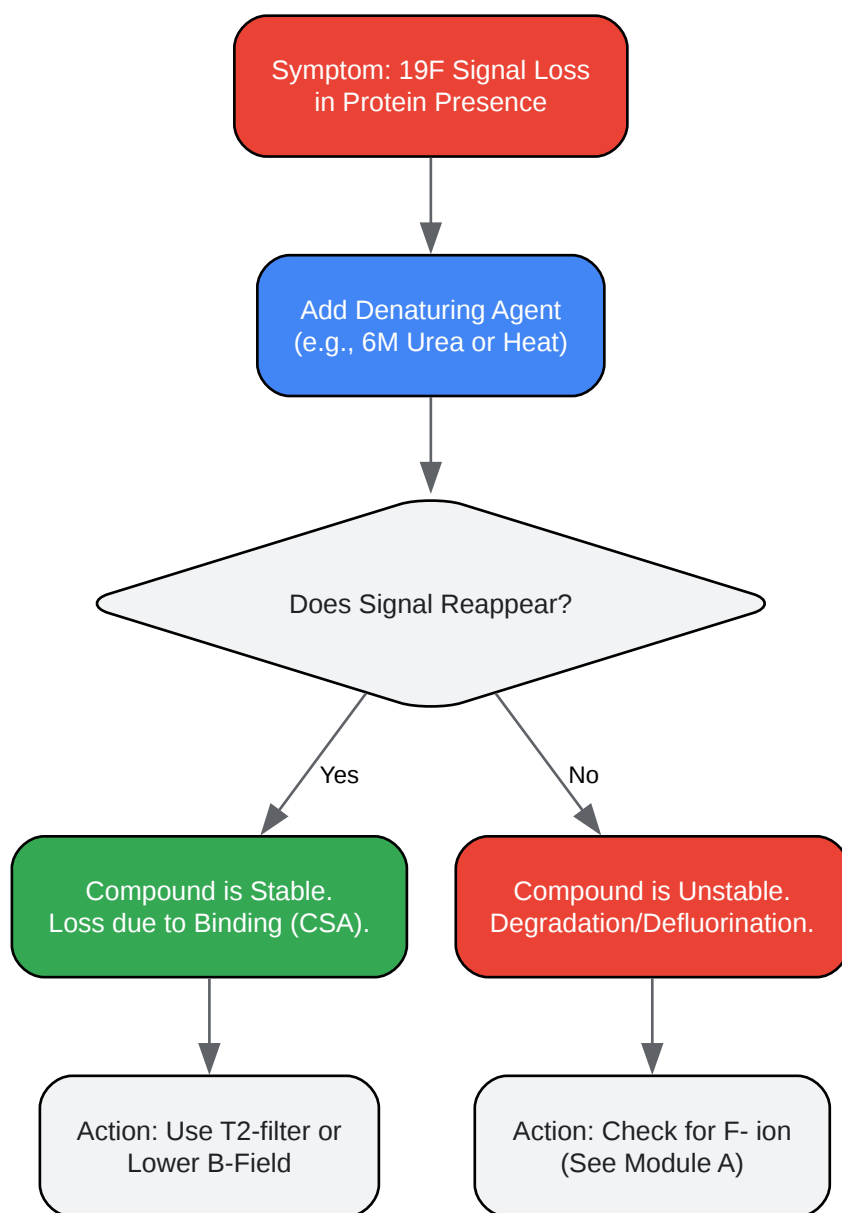 Symptom: 19F Signal Loss
in Protein Presence
Add Denaturing Agent
(e.g., 6M Urea or Heat)
Does Signal Reappear?
Yes
No
Compound is Stable.
Loss due to Binding (CSA).
Compound is Unstable.
Degradation/Defluorination.
Action: Use T2-filter or
Lower B-Field
Action: Check for F- ion
(See Module A)